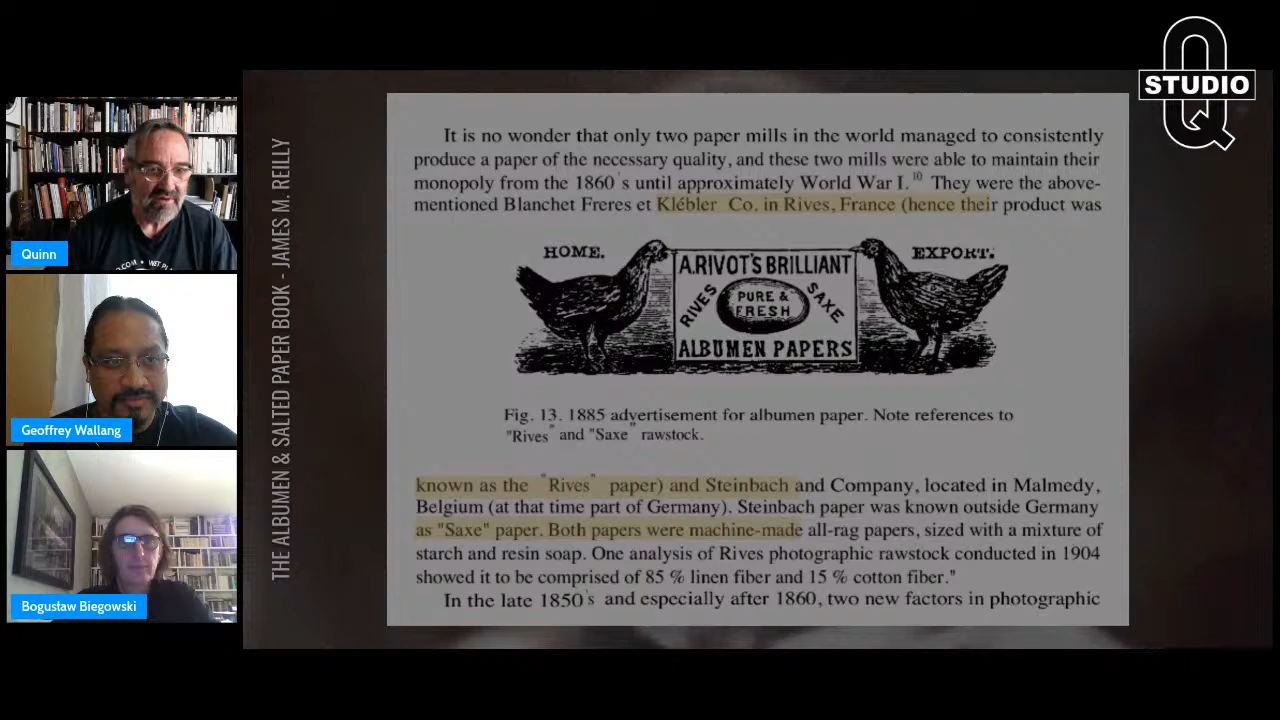 STUDIO
Q
THE ALBUMEN & SALTED PAPER BOOK - JAMES M. REILLY
It is no wonder that only two paper mills in the world managed to consistently
produce a paper of the necessary quality, and these two mills were able to maintain their
monopoly from the 1860's until approximately World War I.10 They were the above-
mentioned Blanchet Freres et Klébler Co. in Rives, France (hence their product was
HOME.
EXPORT.
A.RIVOT'S BRILLIANT
RIVES
PURE &
FRESH
SAXE
ALBUMEN PAPERS
Fig. 13. 1885 advertisement for albumen paper. Note references to
"Rives" and "Saxe" rawstock.
known as the "Rives" paper) and Steinbach and Company, located in Malmedy,
Belgium (at that time part of Germany). Steinbach paper was known outside Germany
as "Saxe" paper. Both papers were machine-made all-rag papers, sized with a mixture of
starch and resin soap. One analysis of Rives photographic rawstock conducted in 1904
showed it to be comprised of 85 % linen fiber and 15 % cotton fiber."
In the late 1850's and especially after 1860, two new factors in photographic
Quinn
Geoffrey Wallang
Bogusław Biegowski